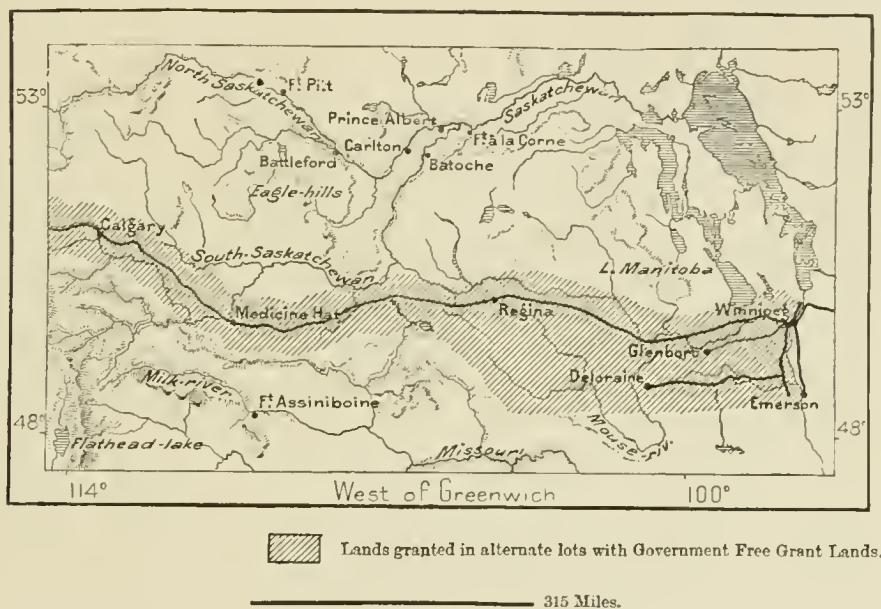 53°
53°
North Saskatchewan
Ft. Pitt
Saskatchewan
Prince Albert
Ft. à la Corne
Carlton
Battleford
Batoche
Eagle-hills
Calgary
South-Saskatchewan
L. Manitoba
Medicine Hat
Regina
Winnipeg
Glenboro
Deloraine
Milk-river
Ft. Assiniboine
Emerson
48°
48°
Flathead-lake
Missouri
Mouse-riv.
114°
West of Greenwich
100°
Lands granted in alternate lots with Government Free Grant Lands.
315 Miles.